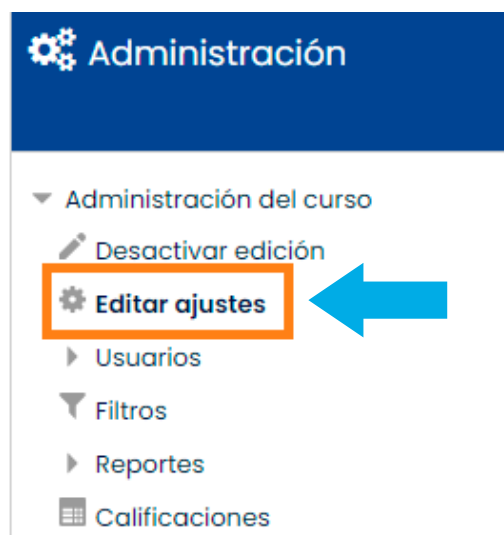 Administración
Administración del curso
Desactivar edición
Editar ajustes
Usuarios
Filtros
Reportes
Calificaciones